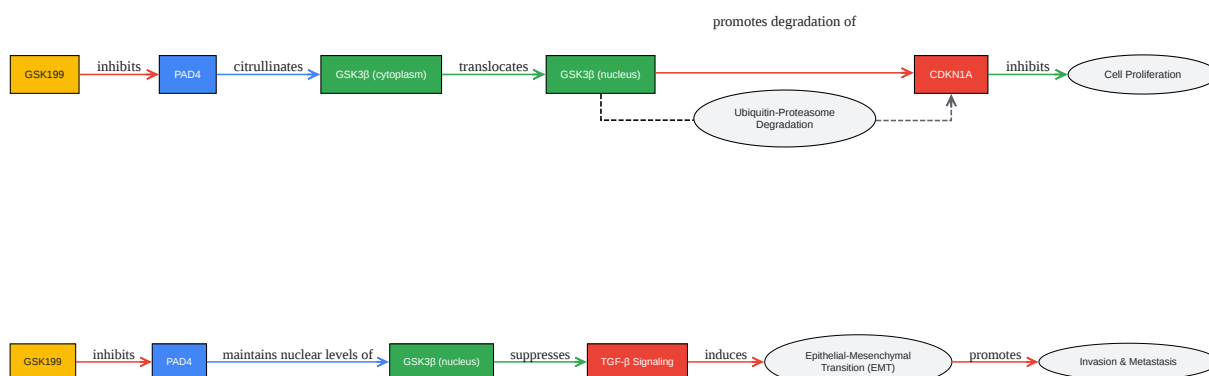 promotes degradation of
GSK199 inhibits PAD4 citrullinates GSK3β (cytoplasm) translocates GSK3β (nucleus) CDKN1A inhibits Cell Proliferation
Ubiquitin-Proteasome
Degradation
GSK199 inhibits PAD4 maintains nuclear levels of GSK3β (nucleus) suppresses TGF-β Signaling induces Epithelial-Mesenchymal
Transition (EMT) promotes Invasion & Metastasis